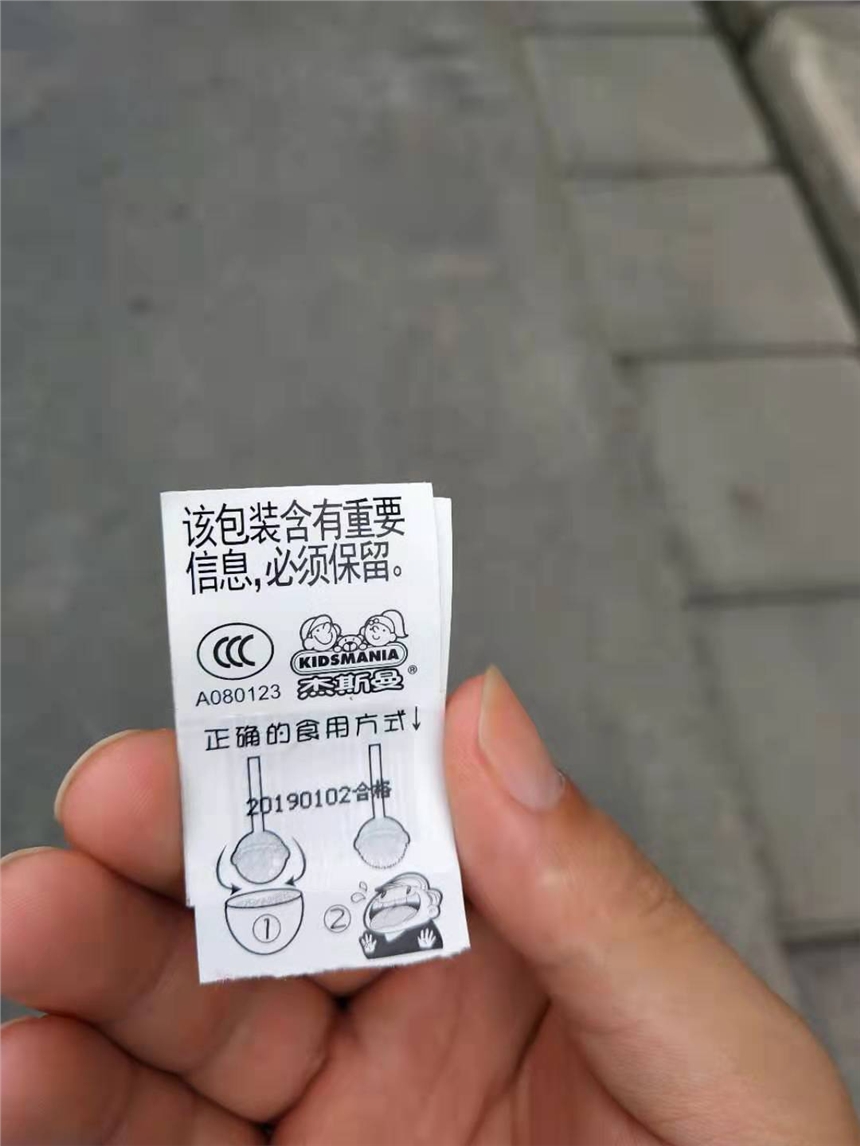 该包装含有重要
信息,必须保留。
CCC
KIDSMANIA
杰斯曼®
A080123
正确的食用方式↓
20190102合格
①
②